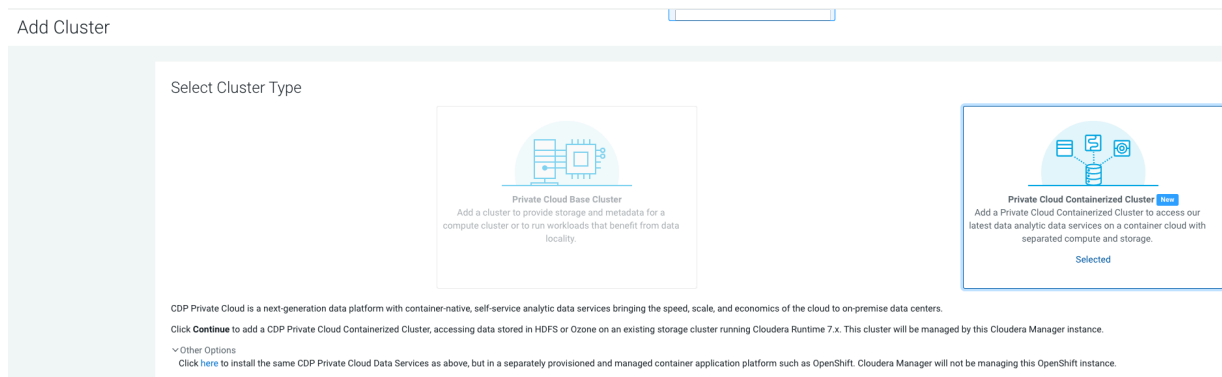 Add Cluster
Select Cluster Type
Private Cloud Base Cluster
Add a cluster to provide storage and metadata for a
compute cluster or to run workloads that benefit from data
locality.
Private Cloud Containerized Cluster New
Add a Private Cloud Containerized Cluster to access our
latest data analytic data services on a container cloud with
separated compute and storage.
Selected
CDP Private Cloud is a next-generation data platform with container-native, self-service analytic data services bringing the speed, scale, and economics of the cloud to on-premise data centers.
Click Continue to add a CDP Private Cloud Containerized Cluster, accessing data stored in HDFS or Ozone on an existing storage cluster running Cloudera Runtime 7.x. This cluster will be managed by this Cloudera Manager instance.
Other Options
Click here to install the same CDP Private Cloud Data Services as above, but in a separately provisioned and managed container application platform such as OpenShift. Cloudera Manager will not be managing this OpenShift instance.